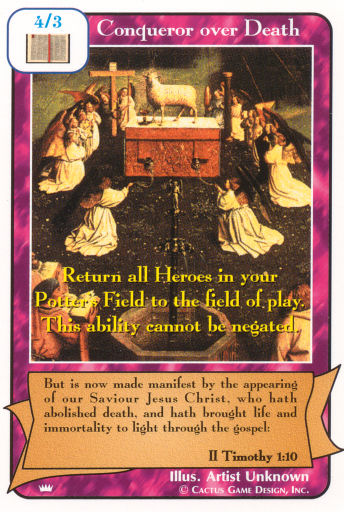 4/3
Conqueror over Death
Return all Heroes in your
Potter's Field to the field of play.
This ability cannot be negated.
But is now made manifest by the appearing
of our Saviour Jesus Christ, who hath
abolished death, and hath brought life and
immortality to light through the gospel:
II Timothy 1:10
Illus. Artist Unknown
© Cactus Game Design, Inc.